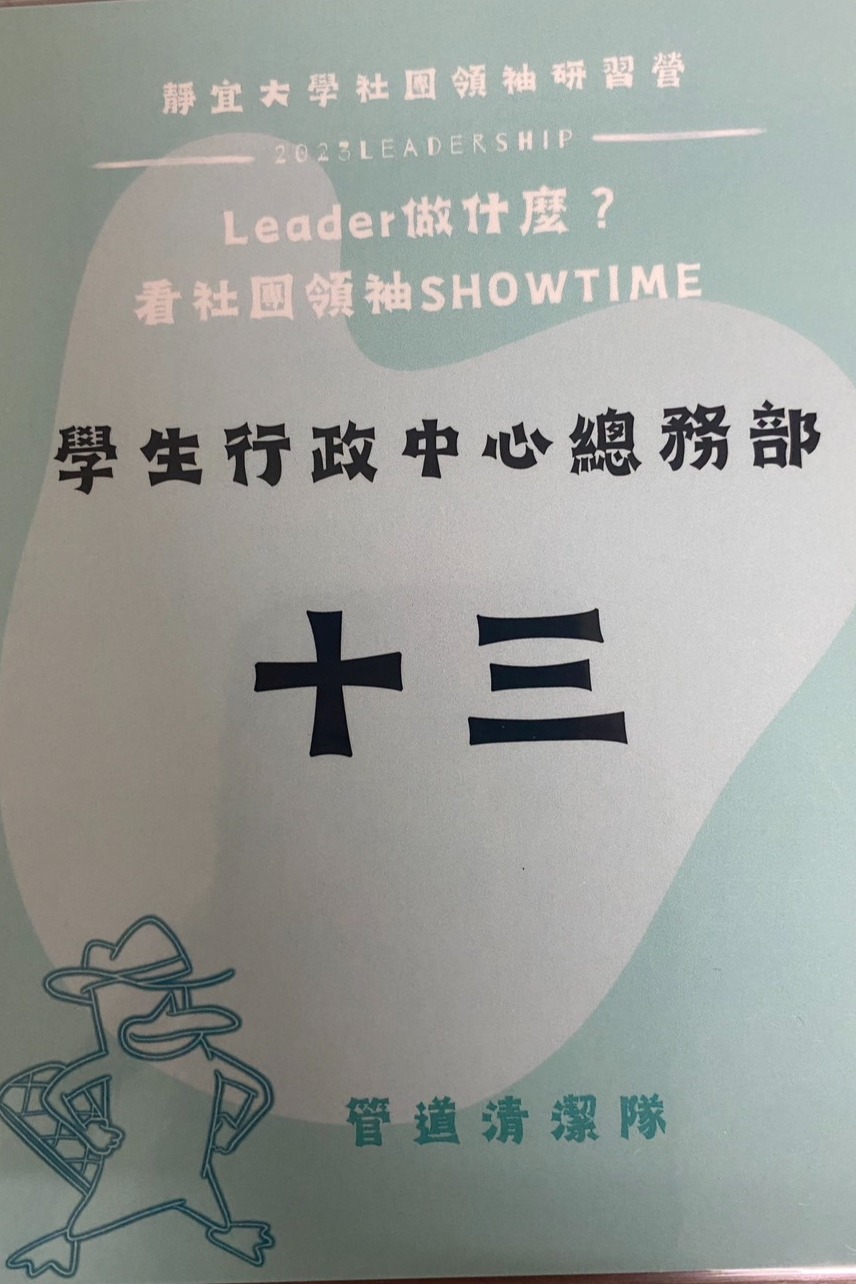 靜宜大學社團領袖研習營
2023LEADERSHIP
Leader做什麼？
看社團領袖SHOWTIME
學生行政中心總務部
十三
管道清潔隊